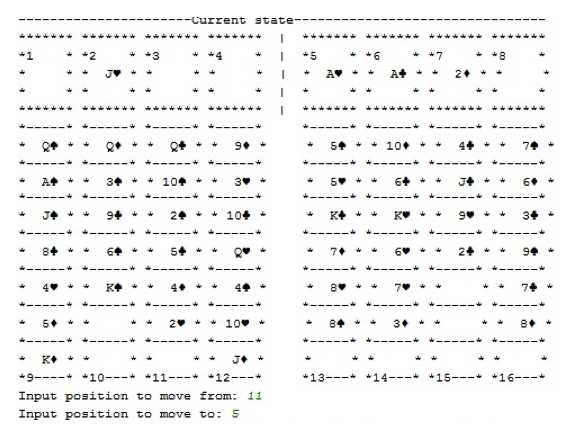 ------------------------Current state------------------------------------
******* ******* ******* ******* | ******* ******* ******* *******
*1 * *2 * *3 * *4 * | *5 * *6 * *7 * *8 *
* * * J♥ * * * * * | * A♥ * * A♣ * * 2♦ * * *
* * * * * * * * | * * * * * * * *
******* ******* ******* ******* | ******* ******* ******* *******
*-----* *-----* *-----* *-----* *-----* *-----* *-----* *-----*
* Q♠ * * Q♦ * * Q♣ * * 9♦ * * 5♠ * * 10♦ * * 4♣ * * 7♠ *
*-----* *-----* *-----* *-----* *-----* *-----* *-----* *-----*
* A♠ * * 3♠ * * 10♠ * * 3♥ * * 5♥ * * 6♣ * * J♣ * * 6♦ *
*-----* *-----* *-----* *-----* *-----* *-----* *-----* *-----*
* J♠ * * 9♣ * * 2♠ * * 10♣ * * K♣ * * K♥ * * 9♥ * * 3♣ *
*-----* *-----* *-----* *-----* *-----* *-----* *-----* *-----*
* 8♣ * * 6♠ * * 5♣ * * Q♥ * * 7♦ * * 6♥ * * 2♣ * * 9♠ *
*-----* *-----* *-----* *-----* *-----* *-----* *-----* *-----*
* 4♥ * * K♠ * * 4♦ * * 4♠ * * 8♥ * * 7♥ * * * * 7♣ *
*-----* *-----* *-----* *-----* *-----* *-----* *-----* *-----*
* 5♦ * * * * 2♥ * * 10♥ * * 8♠ * * 3♦ * * * * 8♦ *
*-----* *-----* *-----* *-----* *-----* *-----* *-----* *-----*
* K♦ * * * * * * J♦ * * * * * * * * *
*9----* *10---* *11---* *12---* *13---* *14---* *15---* *16---*
Input position to move from: 11
Input position to move to: 5